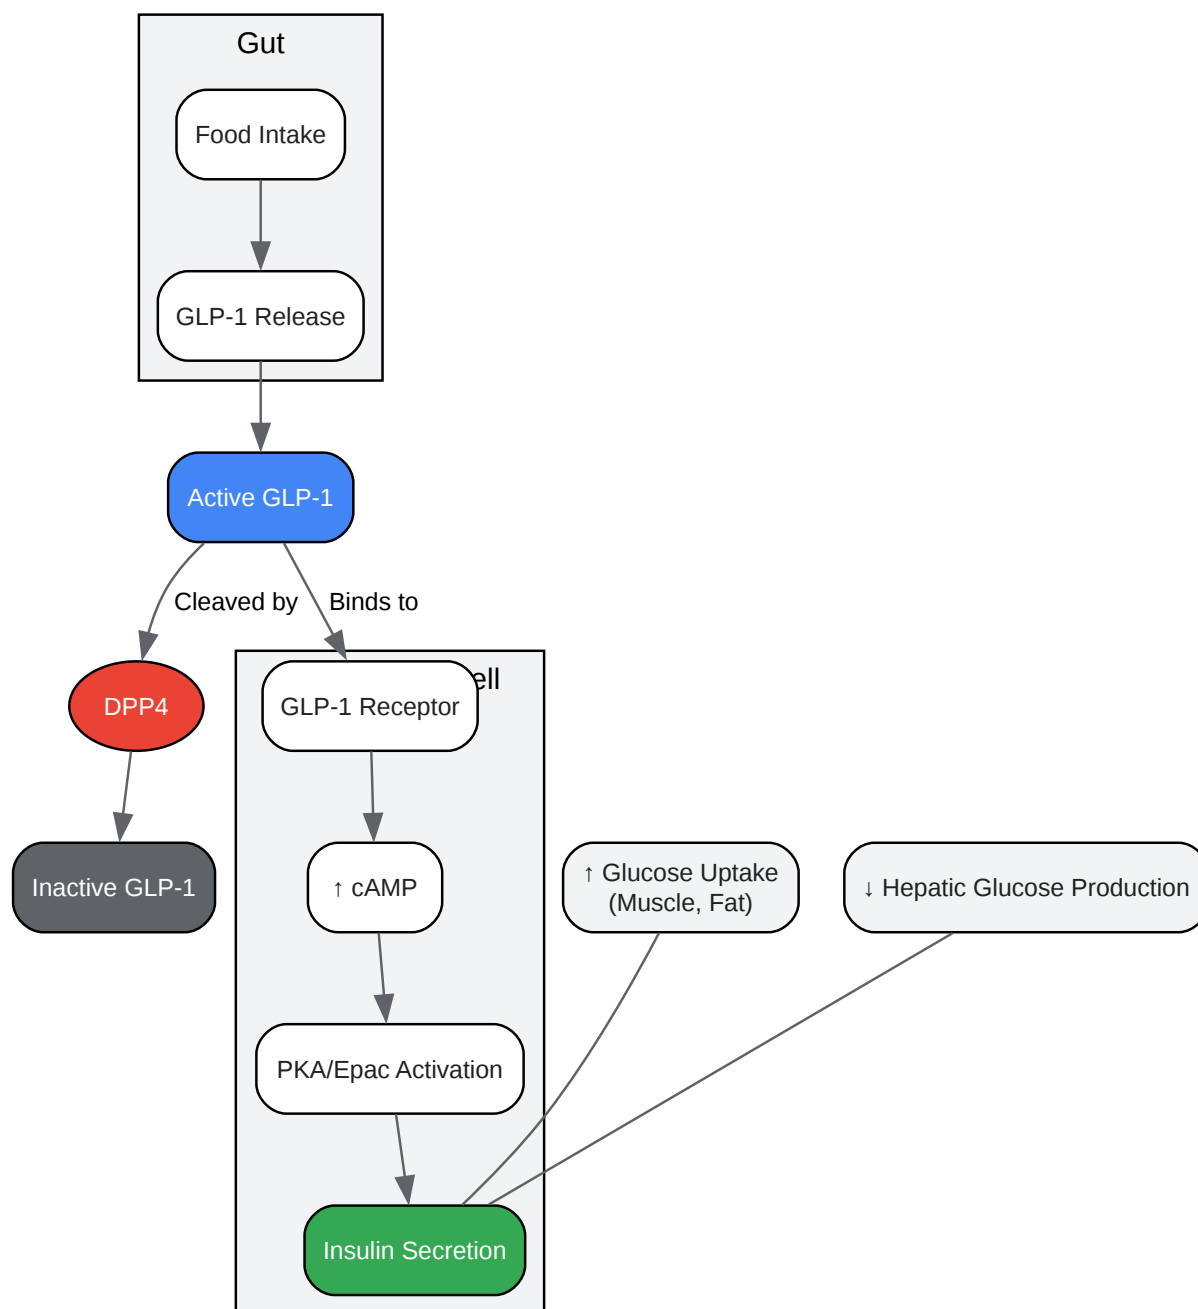 Gut
Food Intake
GLP-1 Release
Active GLP-1
Cleaved by
Binds to
DPP4
GLP-1 Receptor
Inactive GLP-1
↑ cAMP
↑ Glucose Uptake
(Muscle, Fat)
↓ Hepatic Glucose Production
PKA/Epac Activation
Insulin Secretion